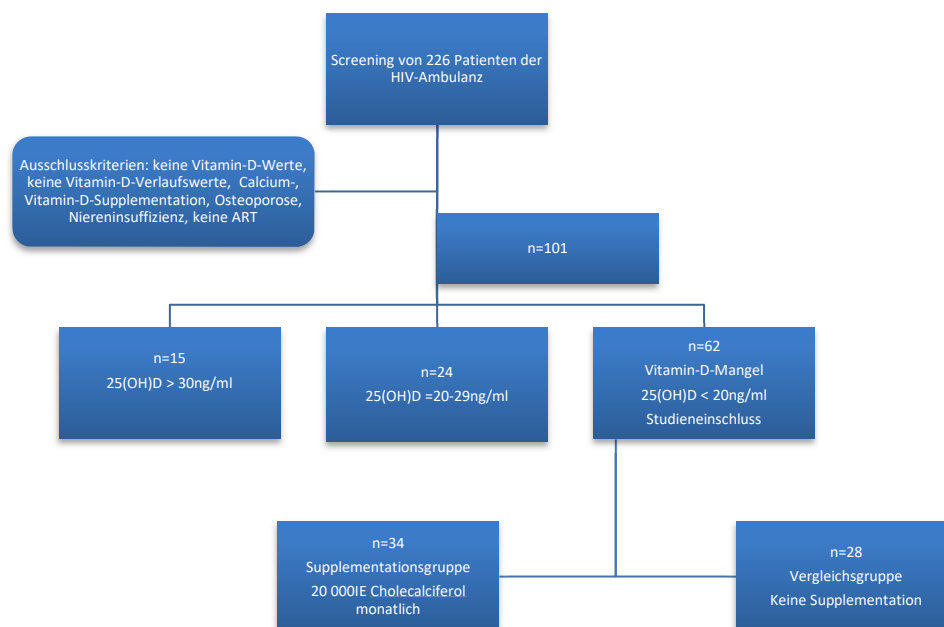 Screening von 226 Patienten der
HIV-Ambulanz
Ausschlusskriterien: keine Vitamin-D-Werte,
keine Vitamin-D-Verlaufswerte, Calcium-,
Vitamin-D-Supplementation, Osteoporose,
Niereninsuffizienz, keine ART
n=101
n=15
25(OH)D > 30ng/ml
n=24
25(OH)D =20-29ng/ml
n=62
Vitamin-D-Mangel
25(OH)D < 20ng/ml
Studieneinschluss
n=34
Supplementationsgruppe
20 000IE Cholecalciferol
monatlich
n=28
Vergleichsgruppe
Keine Supplementation